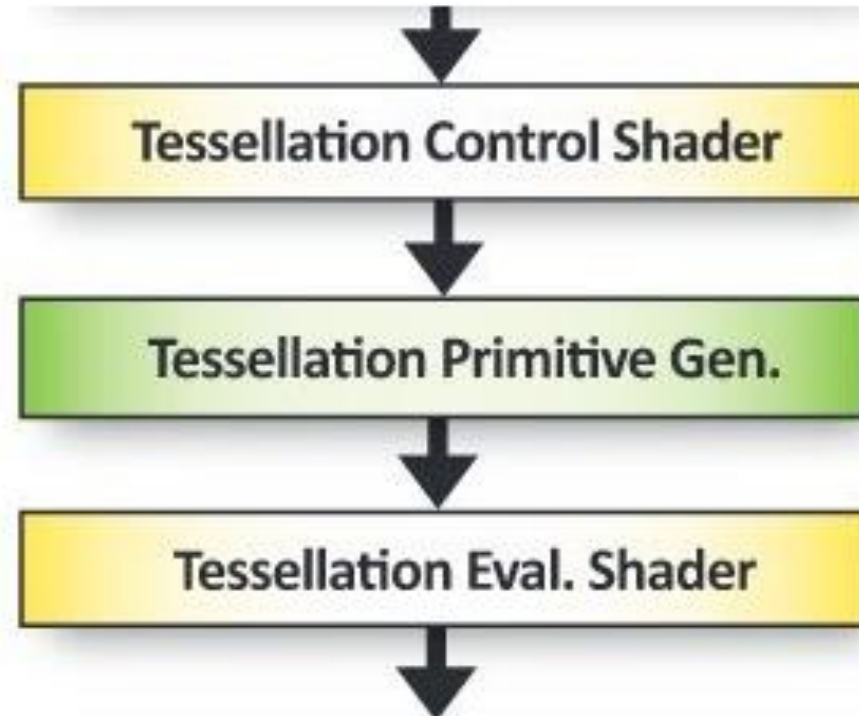 Tessellation Control Shader
Tessellation Primitive Gen.
Tessellation Eval. Shader